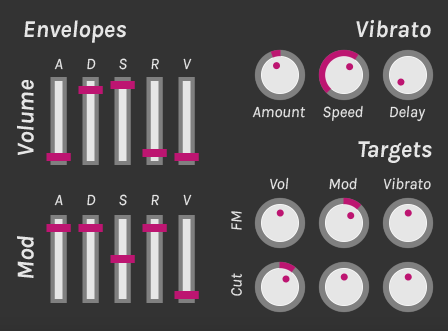 Envelopes
A D S R V
Volume
A D S R V
Mod
Vibrato
Amount Speed Delay
Targets
Vol Mod Vibrato
FM
Cut